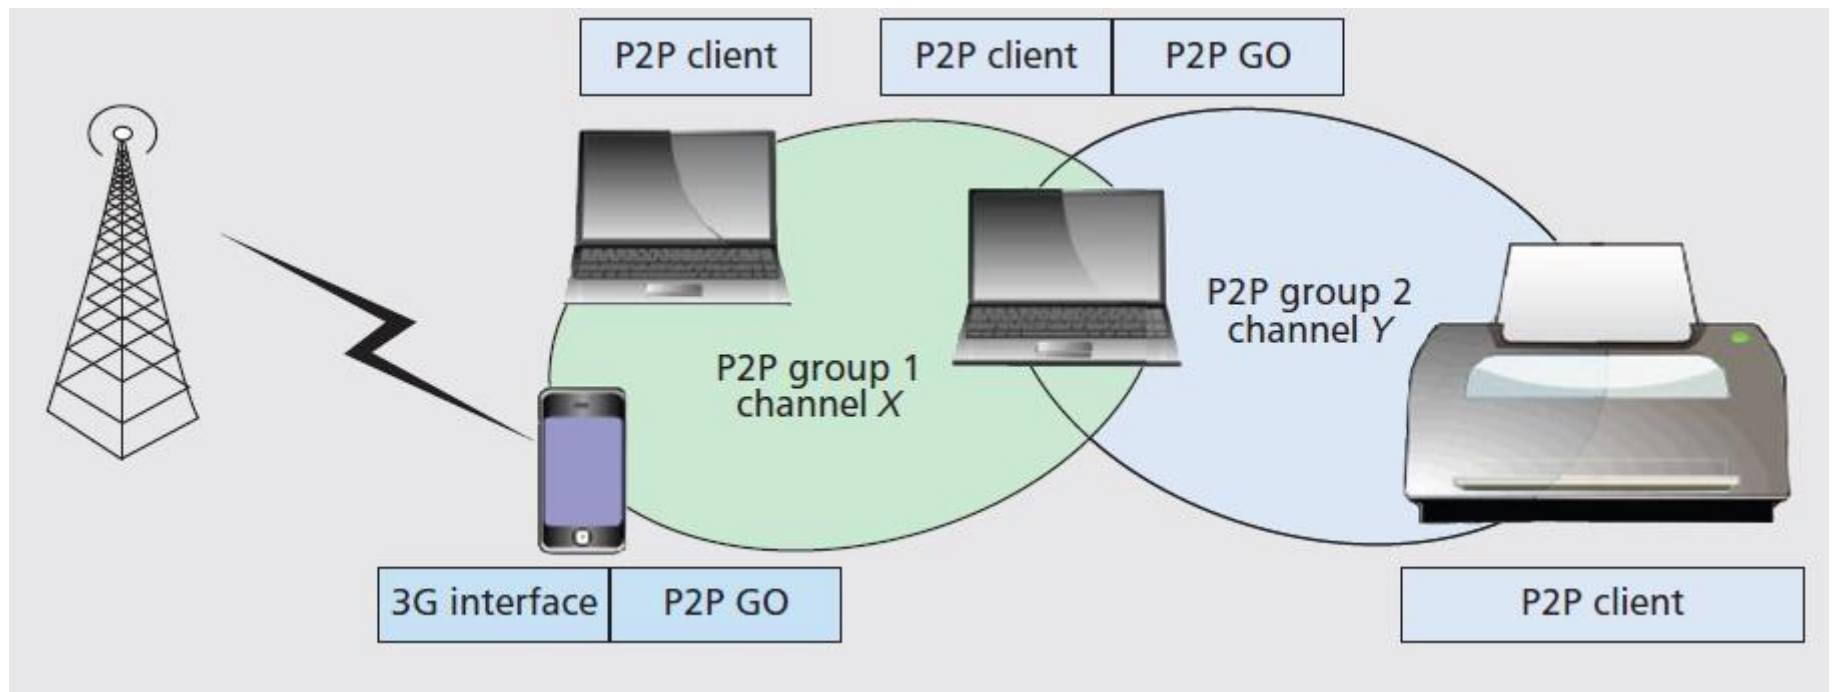 P2P client
P2P client
P2P GO
P2P group 2
channel Y
P2P group 1
channel X
3G interface
P2P GO
P2P client